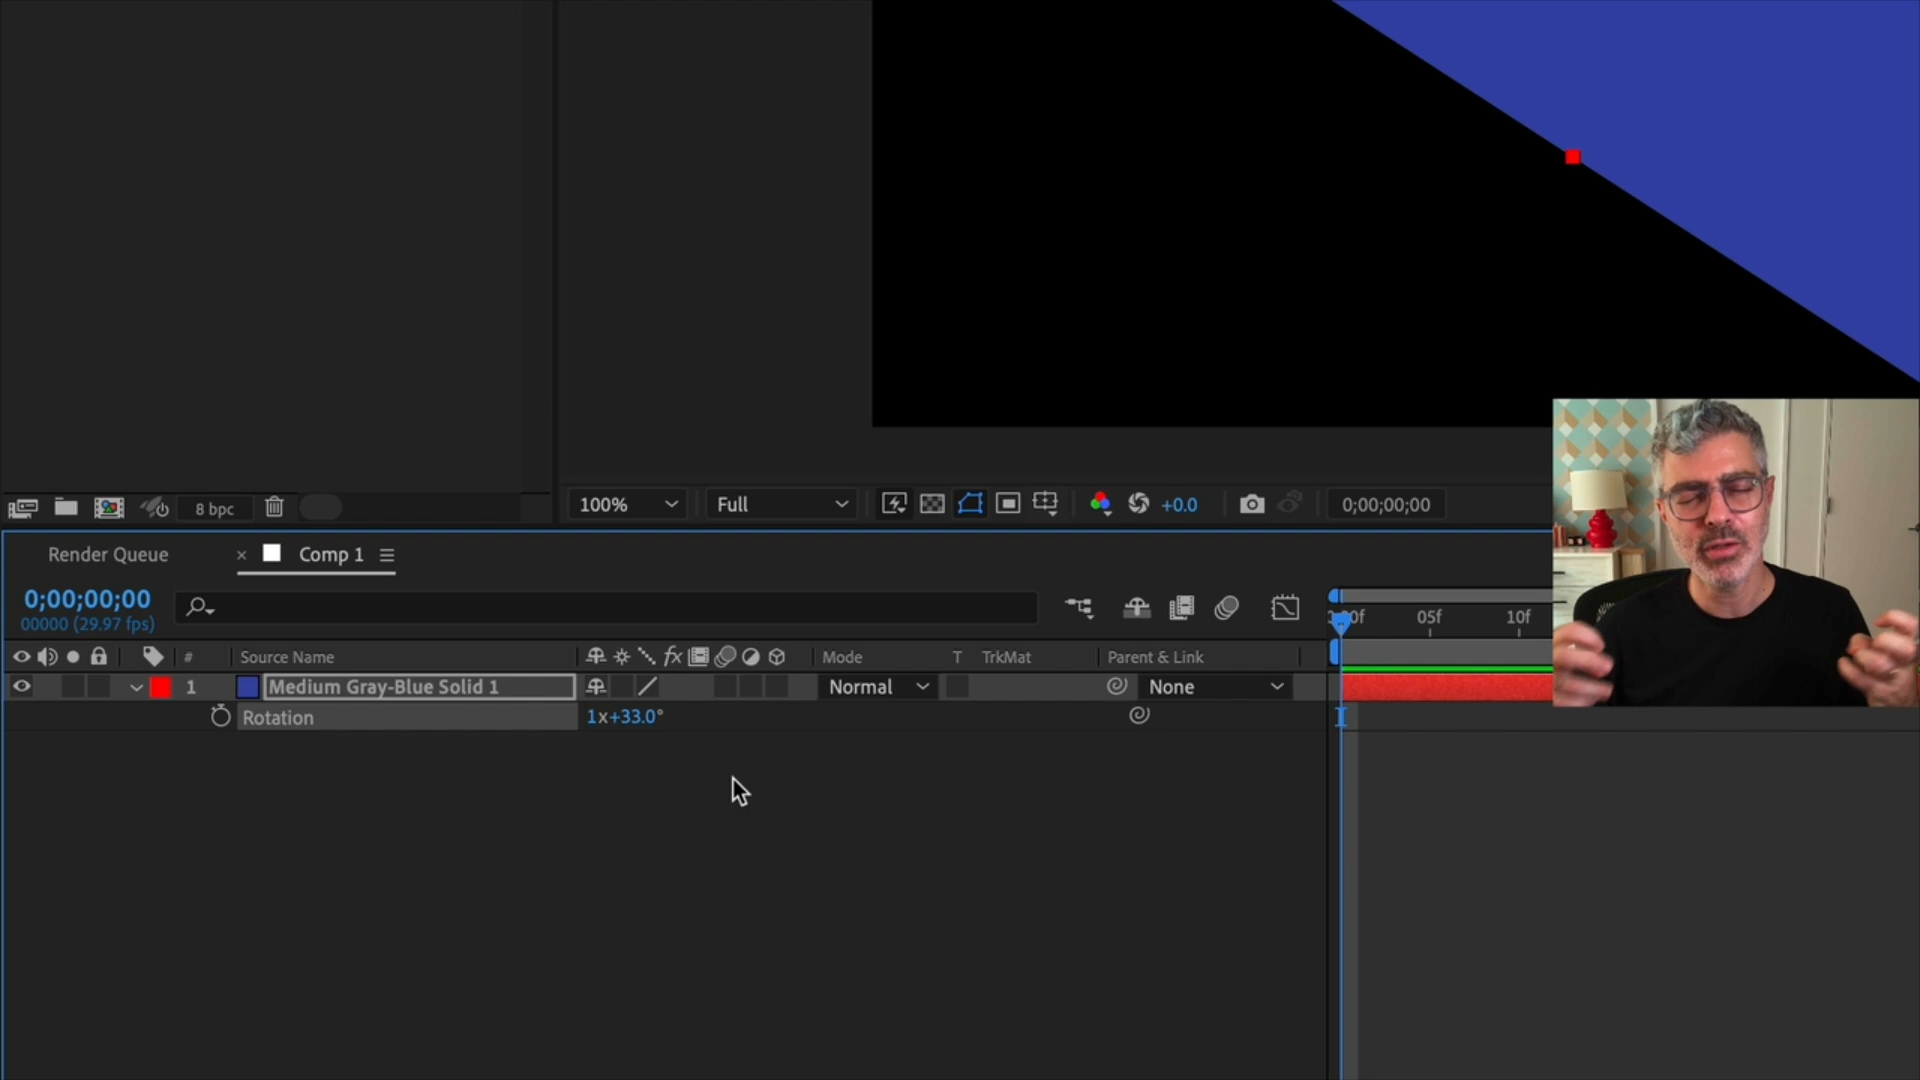 8 bpc
100%
Full
+0.0
0;00;00;00
Render Queue
× Comp 1
0;00;00;00
00000 (29.97 fps)
05f
10f
#
Source Name
fx
Mode
T
TrkMat
Parent & Link
1
Medium Gray-Blue Solid 1
Normal
None
Rotation
1x+33.0°